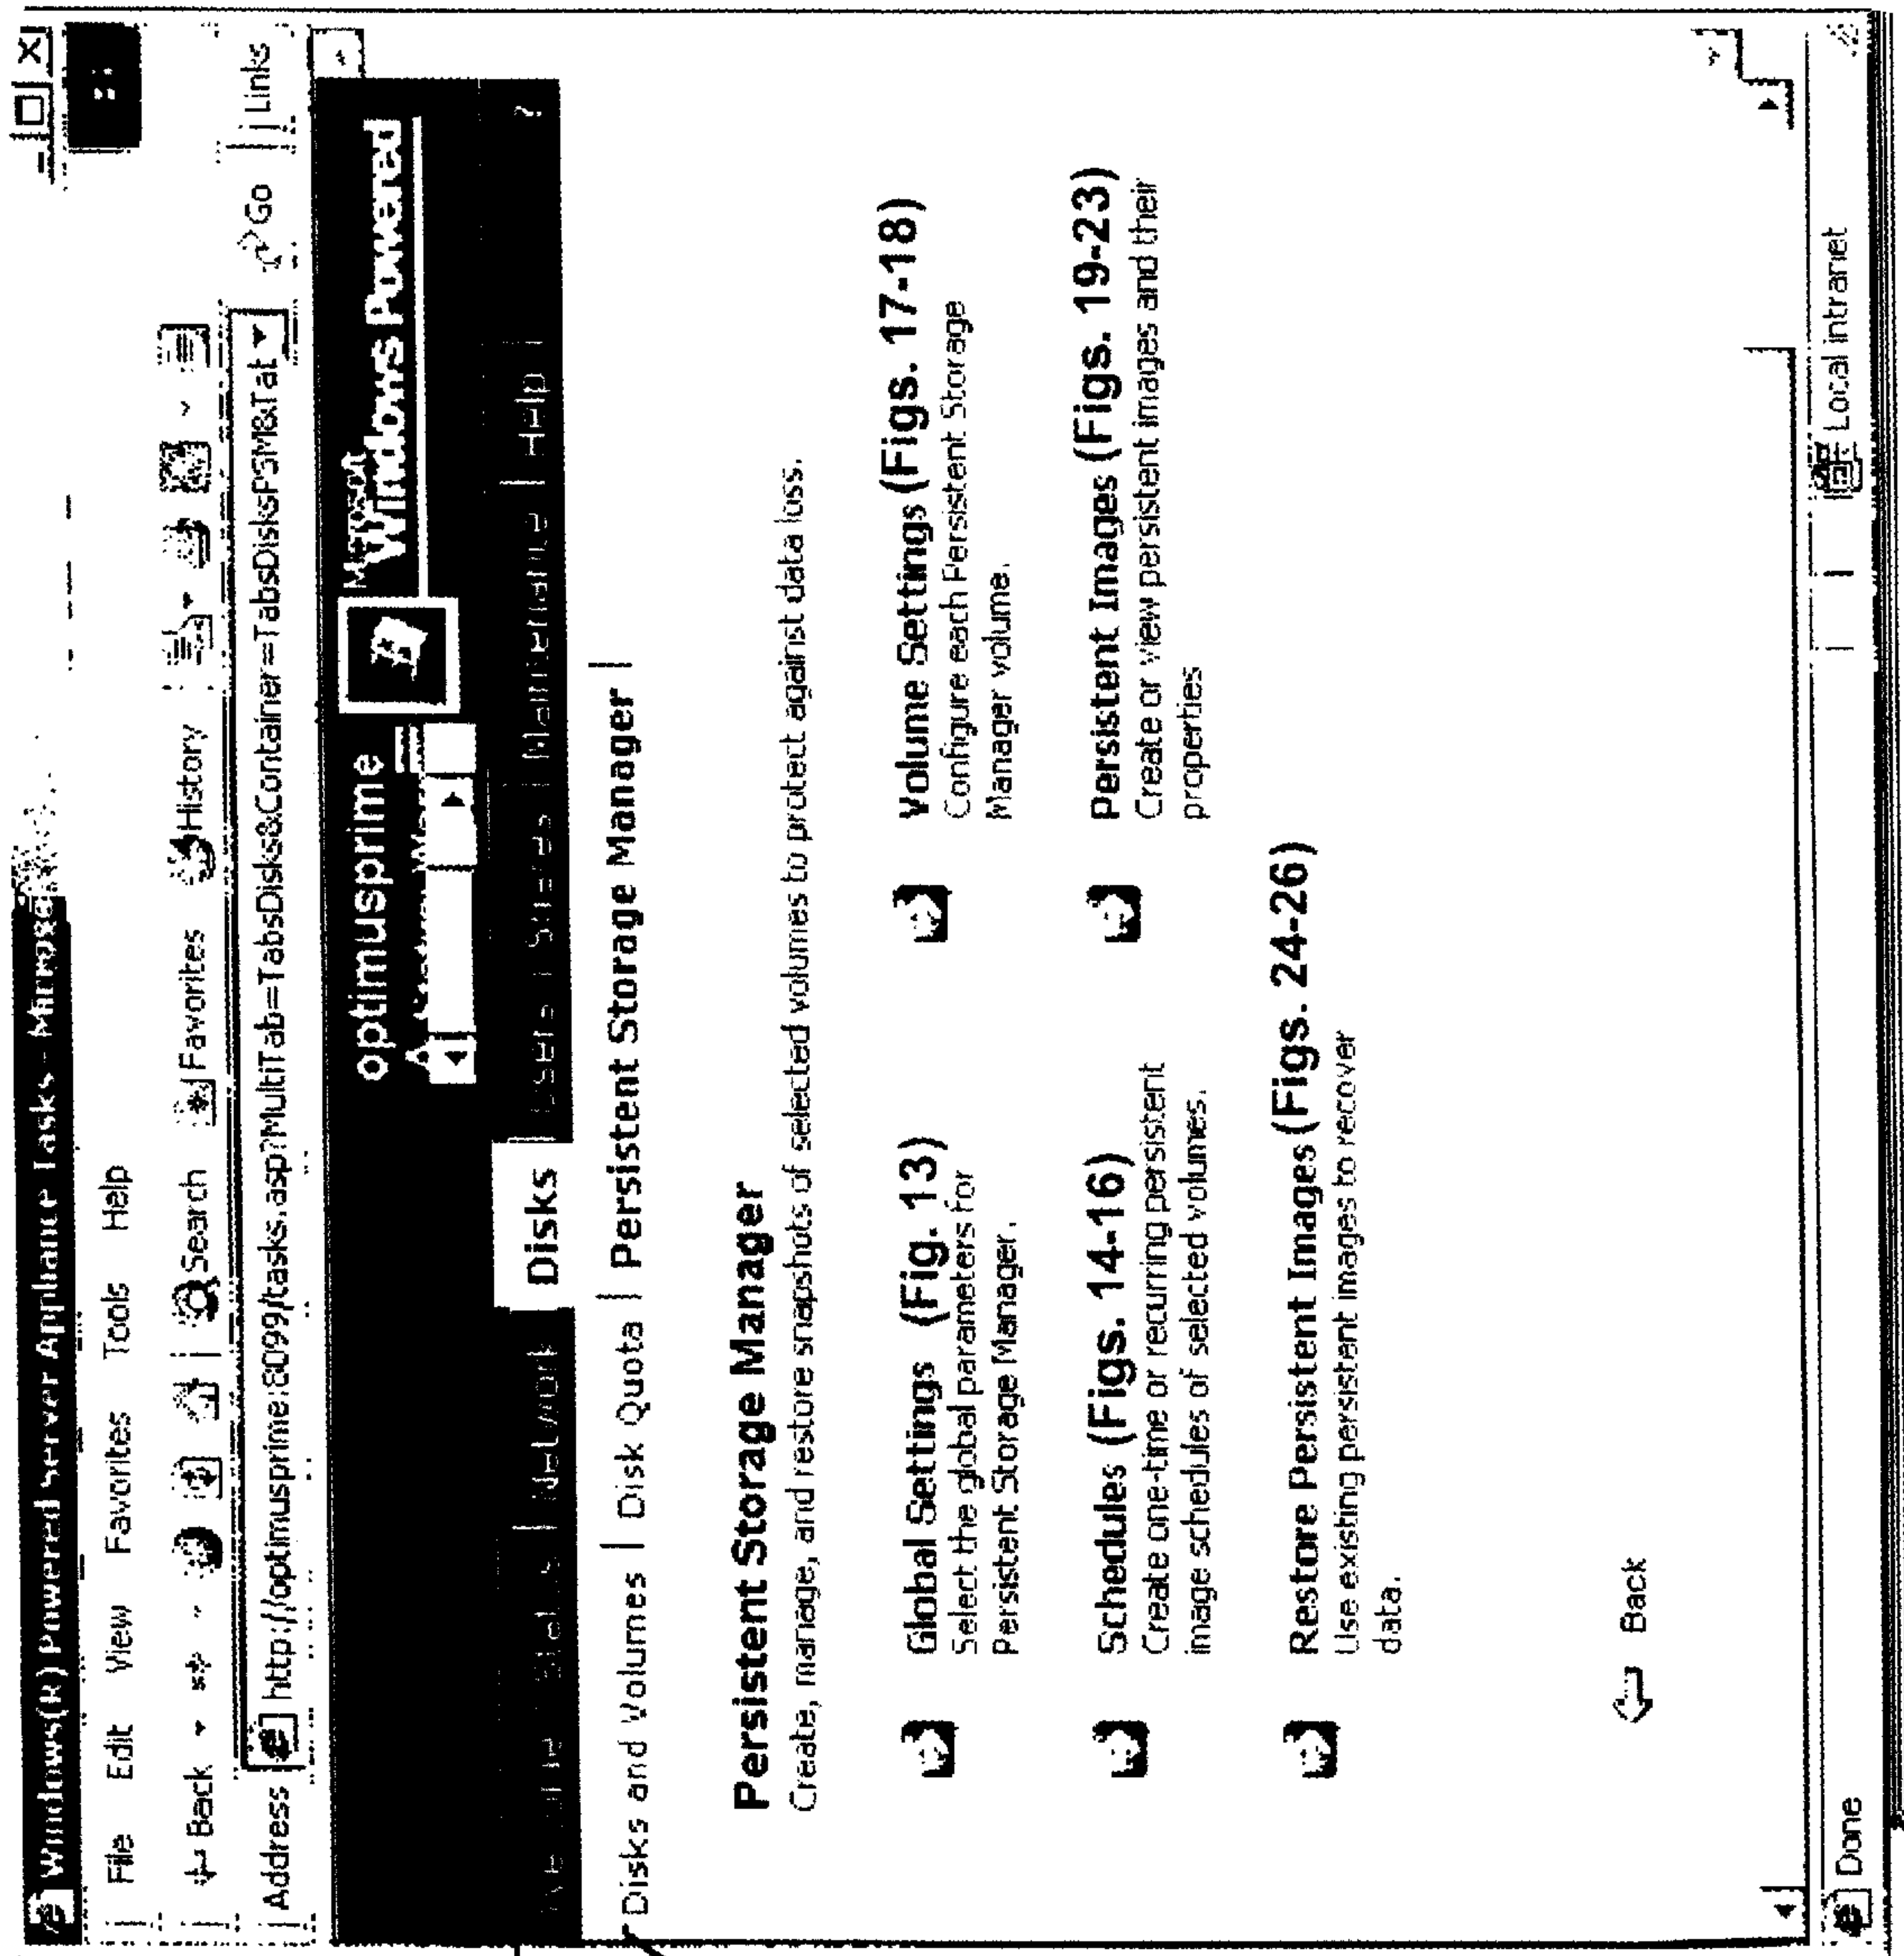 Windows(R) Powered Server Appliance Tasks - Microsoft
File Edit View Favorites Tools Help
Back Search Favorites History
Address http://optimusprime:8099/tasks.asp?MultiTab=TabsDisks&Container=TabsDisksPSM&Tat Go Links
optimusprime
Microsoft
Windows Powered
Status | Network | Disks | Users | Shares | Maintenance | Help | ?
Disks and Volumes | Disk Quota | Persistent Storage Manager |
Persistent Storage Manager
Create, manage, and restore snapshots of selected volumes to protect against data loss.
Global Settings (Fig. 13)
Select the global parameters for
Persistent Storage Manager.
Volume Settings (Figs. 17-18)
Configure each Persistent Storage
Manager volume.
Schedules (Figs. 14-16)
Create one-time or recurring persistent
image schedules of selected volumes.
Persistent Images (Figs. 19-23)
Create or view persistent images and their
properties
Restore Persistent Images (Figs. 24-26)
Use existing persistent images to recover
data.
Back
Done Local intranet